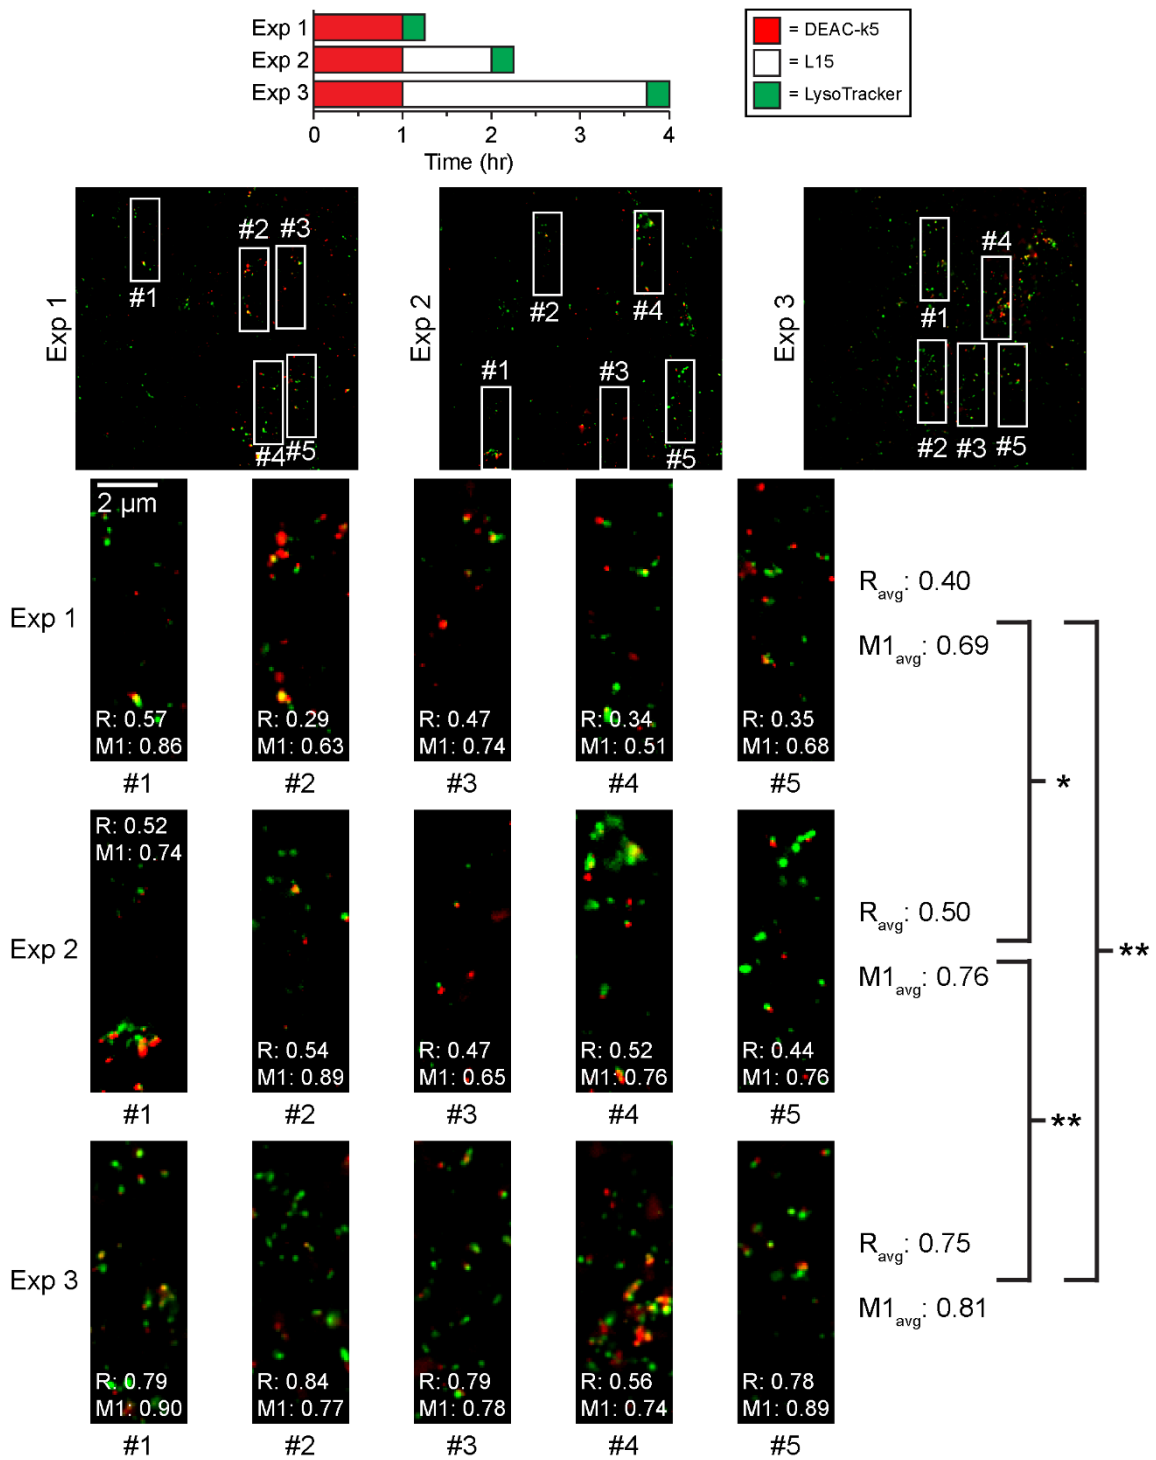 Exp 1
Exp 2
Exp 3
0 1 2 3 4
Time (hr)
= DEAC-k5
= L15
= LysoTracker
Exp 1
#1
#2 #3
#4 #5
Exp 2
#2
#4
#1
#3
#5
Exp 3
#4
#1
#2 #3 #5
2 µm
Exp 1
R: 0.57
M1: 0.86
#1
R: 0.29
M1: 0.63
#2
R: 0.47
M1: 0.74
#3
R: 0.34
M1: 0.51
#4
R: 0.35
M1: 0.68
#5
Ravg: 0.40
M1avg: 0.69
*
Exp 2
R: 0.52
M1: 0.74
#1
R: 0.54
M1: 0.89
#2
R: 0.47
M1: 0.65
#3
R: 0.52
M1: 0.76
#4
R: 0.44
M1: 0.76
#5
Ravg: 0.50
M1avg: 0.76
**
**
Exp 3
R: 0.79
M1: 0.90
#1
R: 0.84
M1: 0.77
#2
R: 0.79
M1: 0.78
#3
R: 0.56
M1: 0.74
#4
R: 0.78
M1: 0.89
#5
Ravg: 0.75
M1avg: 0.81